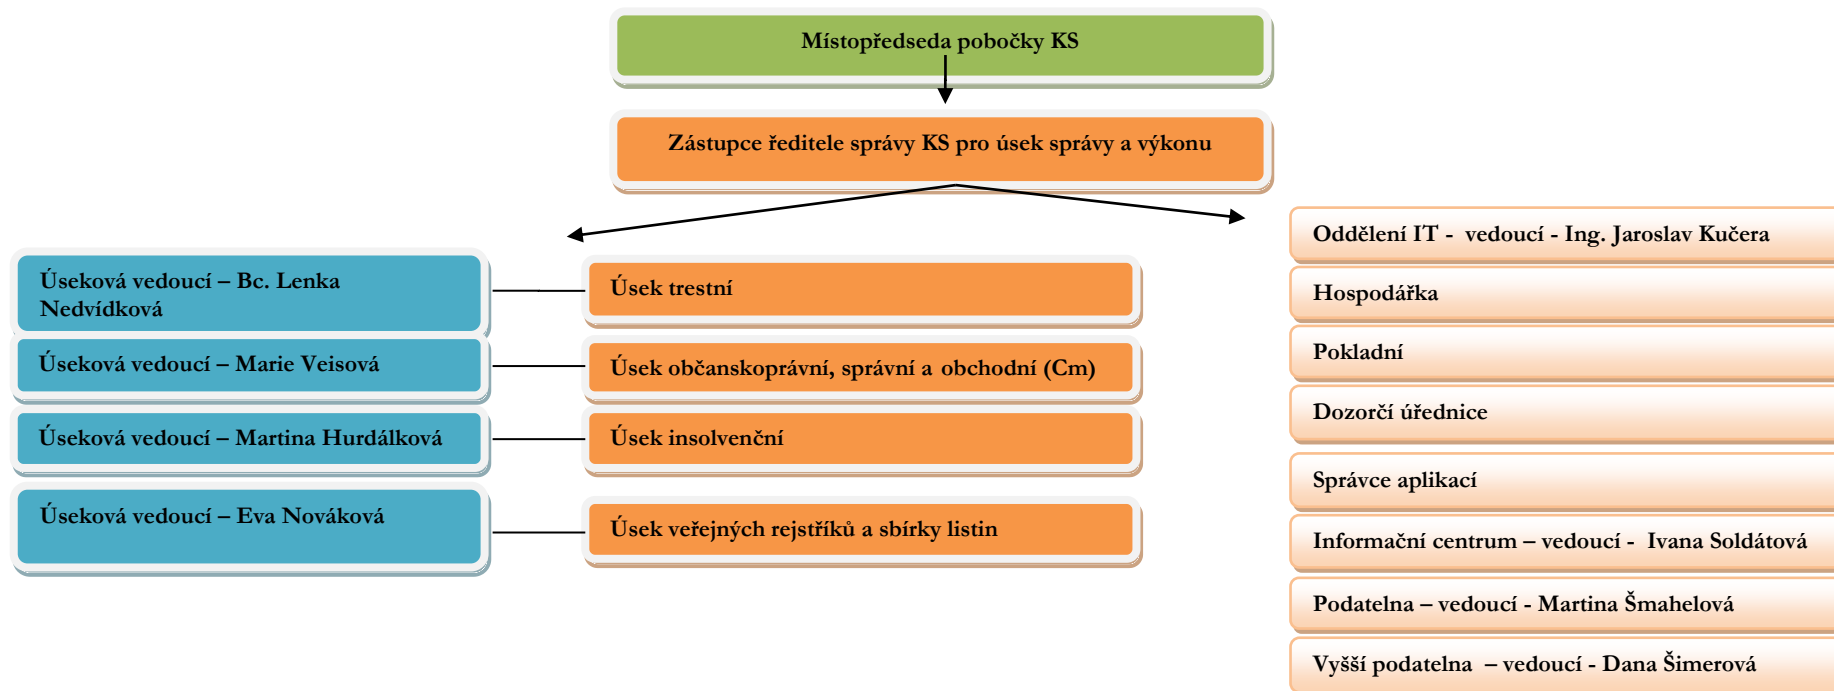 Místopředseda pobočky KS
Zástupce ředitele správy KS pro úsek správy a výkonu
Úseková vedoucí – Bc. Lenka
Nedvídková
Úsek trestní
Úseková vedoucí – Marie Veisová
Úsek občanskoprávní, správní a obchodní (Cm)
Úseková vedoucí – Martina Hurdálková
Úsek insolvenční
Úseková vedoucí – Eva Nováková
Úsek veřejných rejstříků a sbírky listin
Oddělení IT - vedoucí - Ing. Jaroslav Kučera
Hospodářka
Pokladní
Dozorčí úřednice
Správce aplikací
Informační centrum – vedoucí - Ivana Soldátová
Podatelna – vedoucí - Martina Šmahelová
Vyšší podatelna – vedoucí - Dana Šimerová